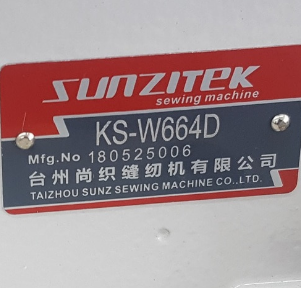 SUNZITEK
sewing machine
KS-W664D
Mfg.No 180525006
台州尚织缝纫机有限公司
TAIZHOU SUNZ SEWING MACHINE CO.,LTD.